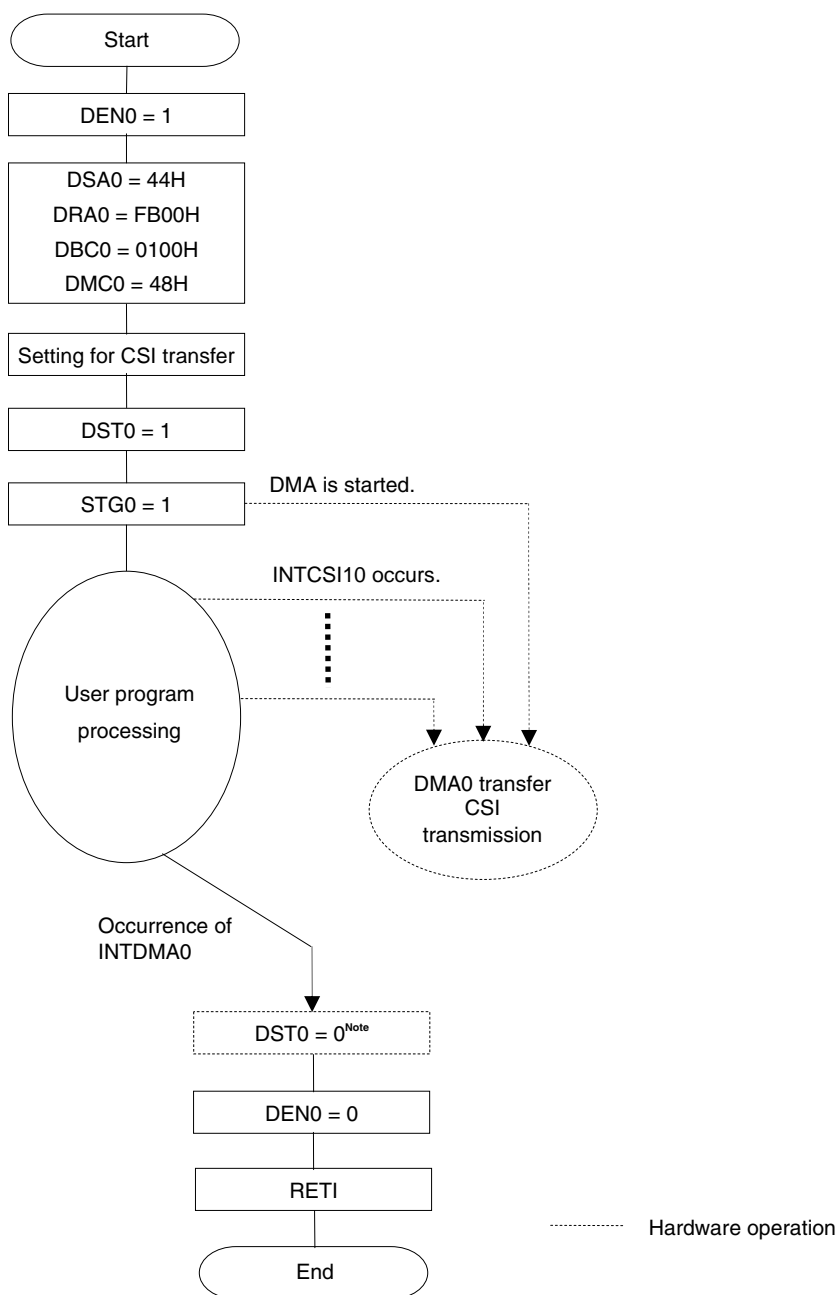 Start
DEN0 = 1
DSA0 = 44H
DRA0 = FB00H
DBC0 = 0100H
DMC0 = 48H
Setting for CSI transfer
DST0 = 1
STG0 = 1
DMA is started.
INTCSI10 occurs.
User program
processing
DMA0 transfer
CSI
transmission
Occurrence of
INTDMA0
DST0 = 0Note
DEN0 = 0
RETI
Hardware operation
End